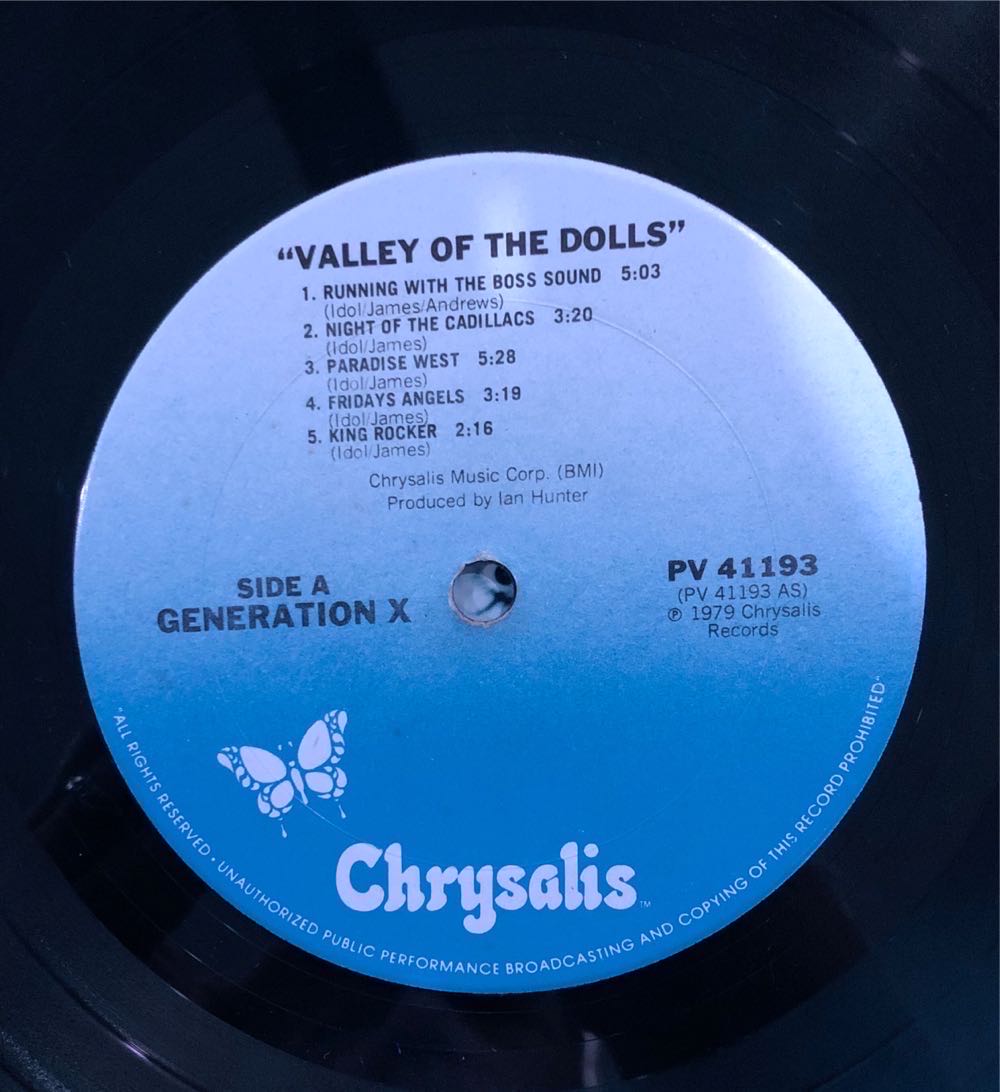 "VALLEY OF THE DOLLS"
1. RUNNING WITH THE BOSS SOUND 5:03
(Idol/James/Andrews)
2. NIGHT OF THE CADILLACS 3:20
(Idol/James)
3. PARADISE WEST 5:28
(Idol/James)
4. FRIDAYS ANGELS 3:19
(Idol/James)
5. KING ROCKER 2:16
(Idol/James)
Chrysalis Music Corp. (BMI)
Produced by Ian Hunter
SIDE A
GENERATION X
PV 41193
(PV 41193 AS)
℗ 1979 Chrysalis
Records
Chrysalis™
"ALL RIGHTS RESERVED • UNAUTHORIZED PUBLIC PERFORMANCE BROADCASTING AND COPYING OF THIS RECORD PROHIBITED"